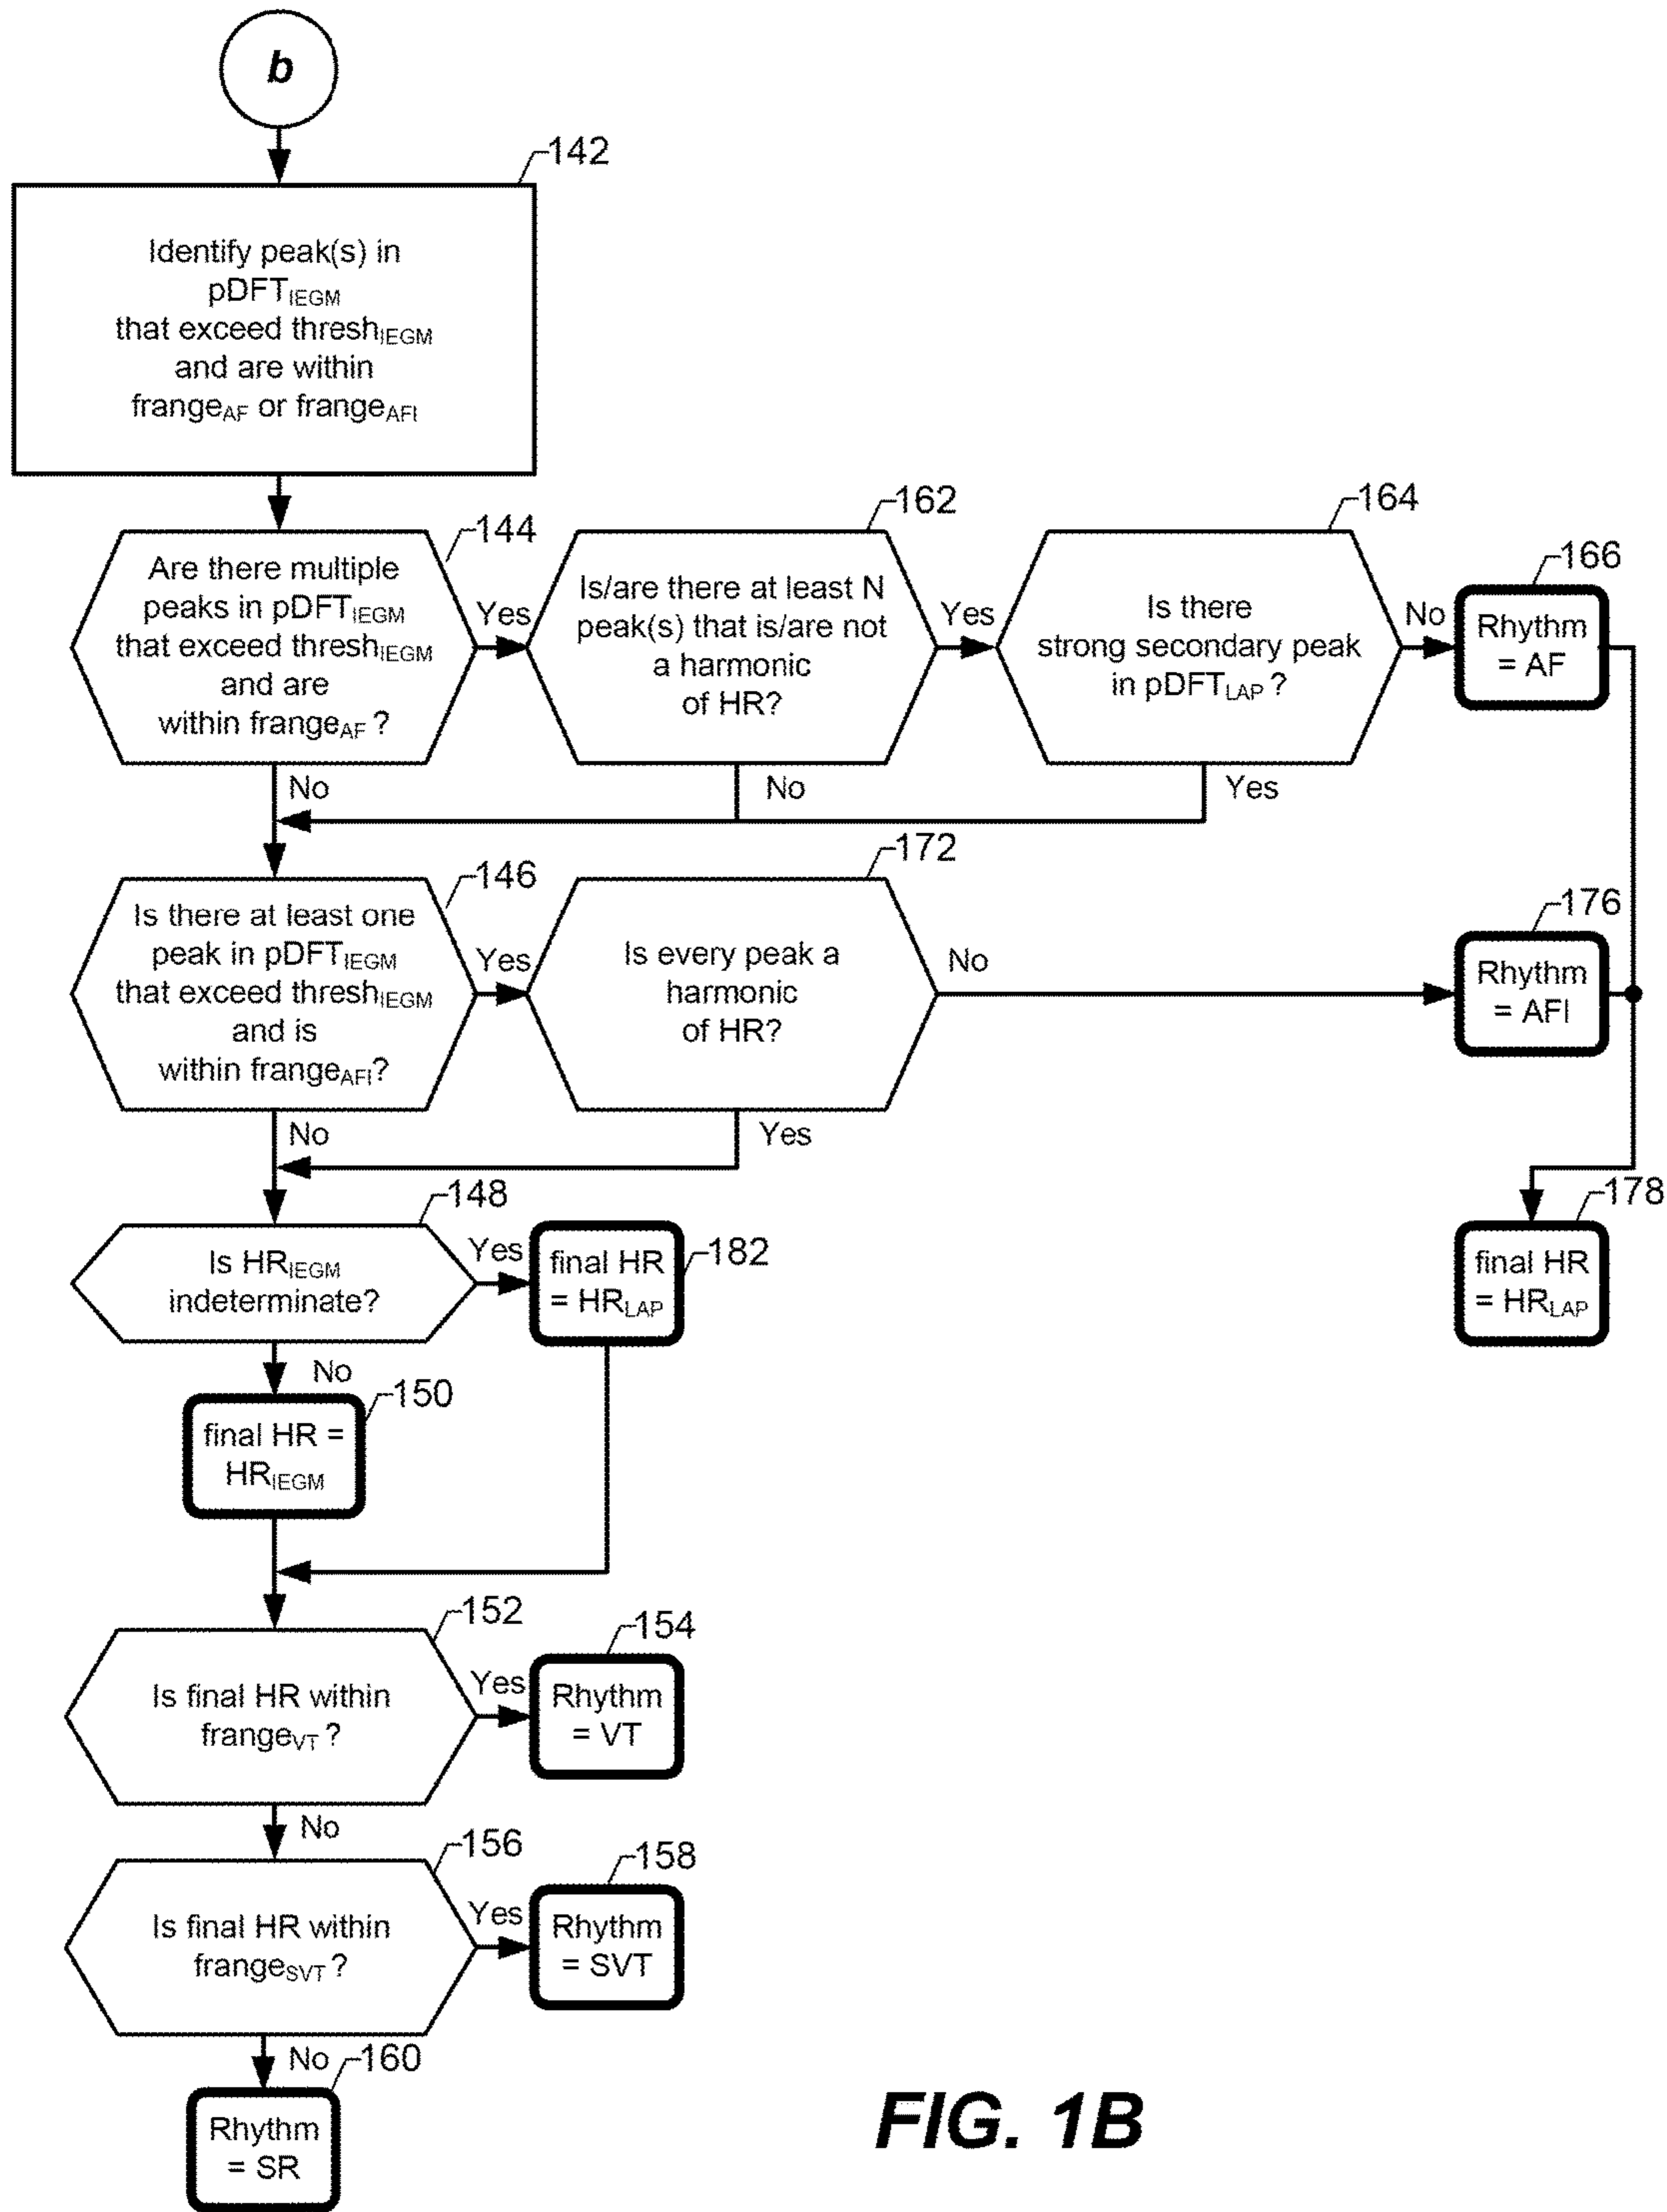 b
142
Identify peak(s) in
pDFTIEGM
that exceed threshIEGM
and are within
frangeAF or frangeAFl
144
Are there multiple
peaks in pDFTIEGM
that exceed threshIEGM
and are
within frangeAF ?
Yes
No
162
Is/are there at least N
peak(s) that is/are not
a harmonic
of HR?
Yes
No
164
Is there
strong secondary peak
in pDFTLAP ?
No
Yes
166
Rhythm
= AF
146
Is there at least one
peak in pDFTIEGM
that exceed threshIEGM
and is
within frangeAFl?
Yes
No
172
Is every peak a
harmonic
of HR?
No
Yes
176
Rhythm
= AFl
178
final HR
= HRLAP
148
Is HRIEGM
indeterminate?
Yes
No
182
final HR
= HRLAP
150
final HR =
HRIEGM
152
Is final HR within
frangeVT ?
Yes
No
154
Rhythm
= VT
156
Is final HR within
frangeSVT ?
Yes
No
158
Rhythm
= SVT
160
Rhythm
= SR
FIG. 1B